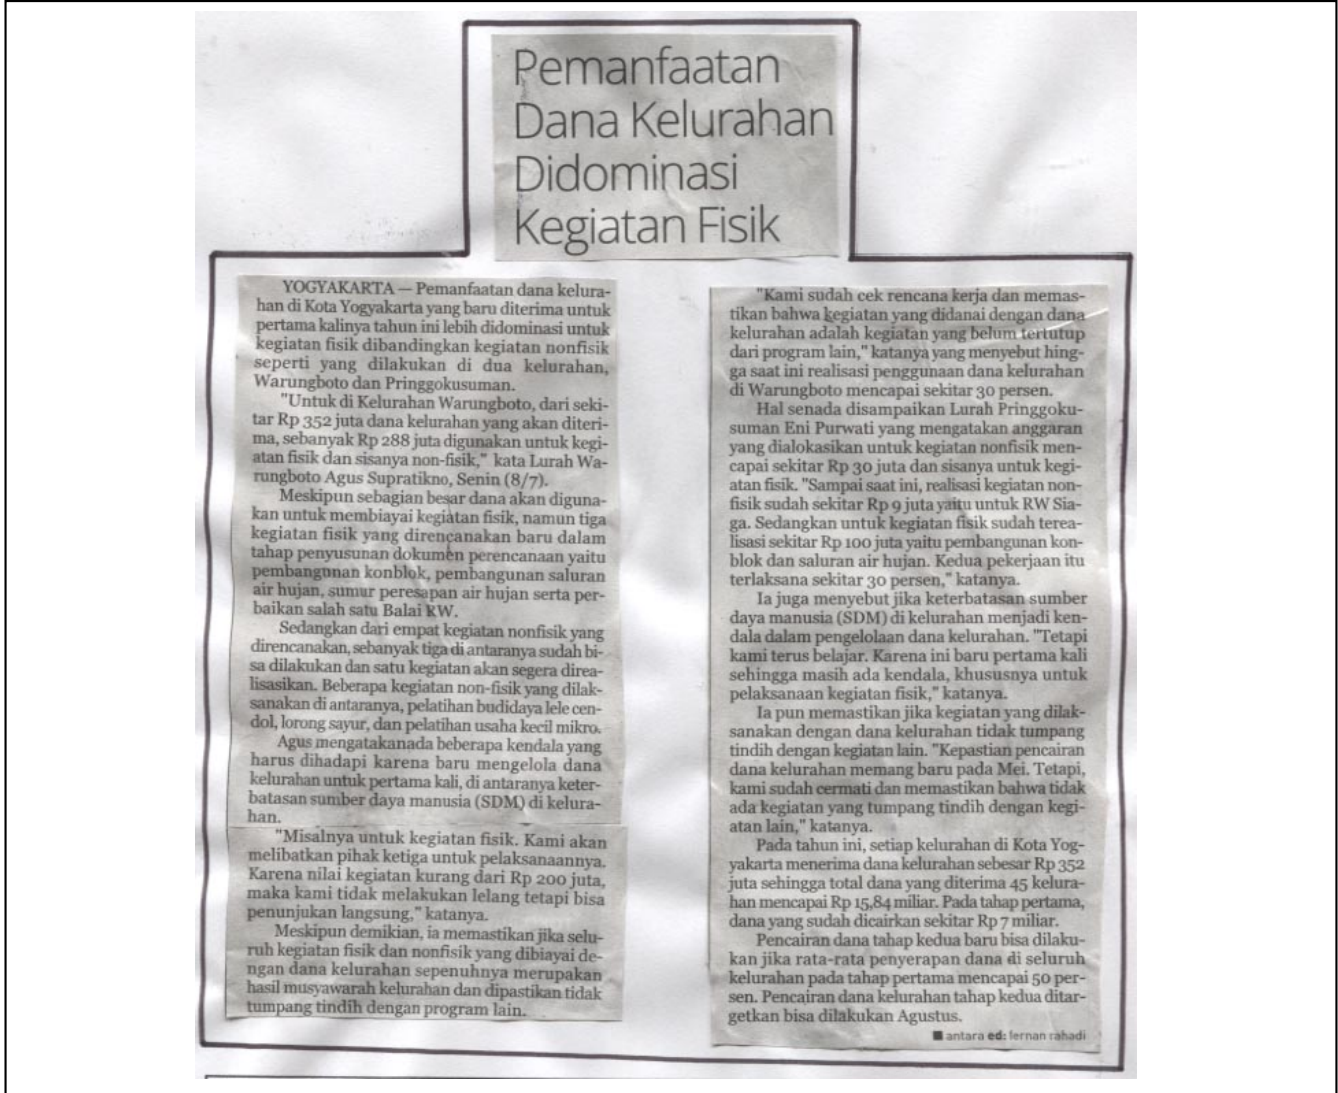 Pemanfaatan
Dana Kelurahan
Didominasi
Kegiatan Fisik
YOGYAKARTA — Pemanfaatan dana kelura-
han di Kota Yogyakarta yang baru diterima untuk
pertama kalinya tahun ini lebih didominasi untuk
kegiatan fisik dibandingkan kegiatan nonfisik
seperti yang dilakukan di dua kelurahan,
Warungboto dan Pringgokusuman.
"Untuk di Kelurahan Warungboto, dari seki-
tar Rp 352 juta dana kelurahan yang akan diteri-
ma, sebanyak Rp 288 juta digunakan untuk kegi-
atan fisik dan sisanya non-fisik," kata Lurah Wa-
rungboto Agus Supratikno, Senin (8/7).
Meskipun sebagian besar dana akan diguna-
kan untuk membiayai kegiatan fisik, namun tiga
kegiatan fisik yang direncanakan baru dalam
tahap penyusunan dokumen perencanaan yaitu
pembangunan konblok, pembangunan saluran
air hujan, sumur peresapan air hujan serta per-
baikan salah satu Balai RW.
Sedangkan dari empat kegiatan nonfisik yang
direncanakan, sebanyak tiga di antaranya sudah bi-
sa dilakukan dan satu kegiatan akan segera direa-
lisasikan. Beberapa kegiatan non-fisik yang dilak-
sanakan di antaranya, pelatihan budidaya lele cen-
dol, lorong sayur, dan pelatihan usaha kecil mikro.
Agus mengatakanada beberapa kendala yang
harus dihadapi karena baru mengelola dana
kelurahan untuk pertama kali, di antaranya keter-
batasan sumber daya manusia (SDM) di kelura-
han.
"Misalnya untuk kegiatan fisik. Kami akan
melibatkan pihak ketiga untuk pelaksanaannya.
Karena nilai kegiatan kurang dari Rp 200 juta,
maka kami tidak melakukan lelang tetapi bisa
penunjukan langsung," katanya.
Meskipun demikian, ia memastikan jika selu-
ruh kegiatan fisik dan nonfisik yang dibiayai de-
ngan dana kelurahan sepenuhnya merupakan
hasil musyawarah kelurahan dan dipastikan tidak
tumpang tindih dengan program lain.
"Kami sudah cek rencana kerja dan memas-
tikan bahwa kegiatan yang didanai dengan dana
kelurahan adalah kegiatan yang belum tertutup
dari program lain," katanya yang menyebut hing-
ga saat ini realisasi penggunaan dana kelurahan
di Warungboto mencapai sekitar 30 persen.
Hal senada disampaikan Lurah Pringgoku-
suman Eni Purwati yang mengatakan anggaran
yang dialokasikan untuk kegiatan nonfisik men-
capai sekitar Rp 30 juta dan sisanya untuk kegi-
atan fisik. "Sampai saat ini, realisasi kegiatan non-
fisik sudah sekitar Rp 9 juta yaitu untuk RW Sia-
ga. Sedangkan untuk kegiatan fisik sudah terea-
lisasi sekitar Rp 100 juta yaitu pembangunan kon-
blok dan saluran air hujan. Kedua pekerjaan itu
terlaksana sekitar 30 persen," katanya.
Ia juga menyebut jika keterbatasan sumber
daya manusia (SDM) di kelurahan menjadi ken-
dala dalam pengelolaan dana kelurahan. "Tetapi
kami terus belajar. Karena ini baru pertama kali
sehingga masih ada kendala, khususnya untuk
pelaksanaan kegiatan fisik," katanya.
Ia pun memastikan jika kegiatan yang dilak-
sanakan dengan dana kelurahan tidak tumpang
tindih dengan kegiatan lain. "Kepastian pencairan
dana kelurahan memang baru pada Mei. Tetapi,
kami sudah cermati dan memastikan bahwa tidak
ada kegiatan yang tumpang tindih dengan kegi-
atan lain," katanya.
Pada tahun ini, setiap kelurahan di Kota Yog-
yakarta menerima dana kelurahan sebesar Rp 352
juta sehingga total dana yang diterima 45 kelura-
han mencapai Rp 15,84 miliar. Pada tahap pertama,
dana yang sudah dicairkan sekitar Rp 7 miliar.
Pencairan dana tahap kedua baru bisa dilaku-
kan jika rata-rata penyerapan dana di seluruh
kelurahan pada tahap pertama mencapai 50 per-
sen. Pencairan dana kelurahan tahap kedua ditar-
getkan bisa dilakukan Agustus.
■ antara ed: fernan rahadi